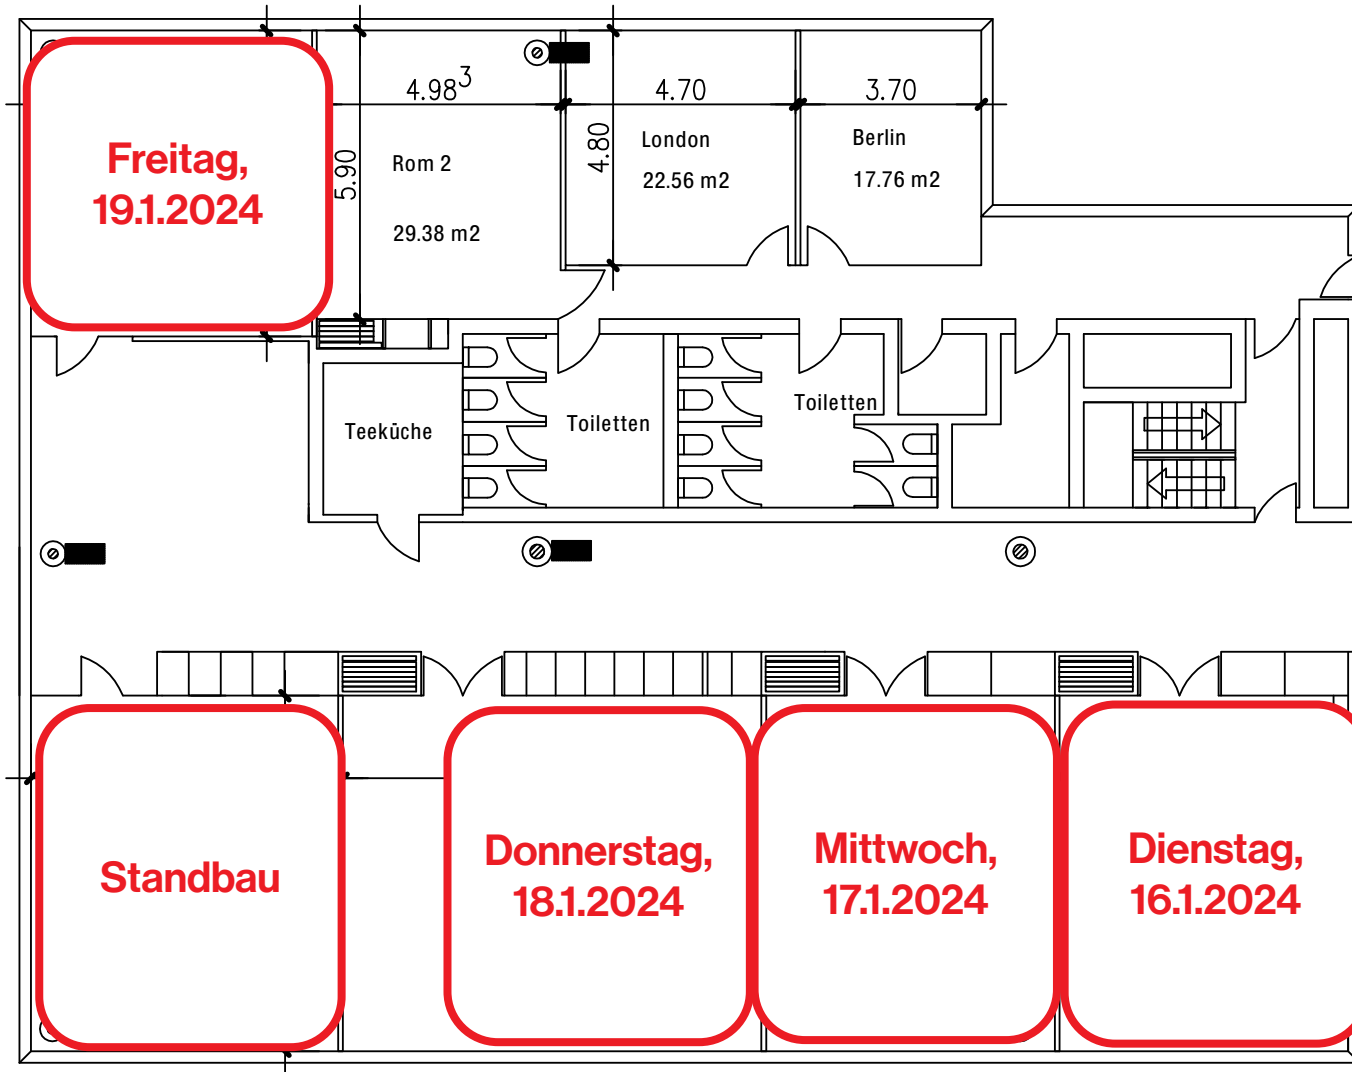 4.98³
4.70
3.70
Freitag,
19.1.2024
5.90
Rom 2
29.38 m2
4.80
London
22.56 m2
Berlin
17.76 m2
Teeküche
Toiletten
Toiletten
Standbau
Donnerstag,
18.1.2024
Mittwoch,
17.1.2024
Dienstag,
16.1.2024